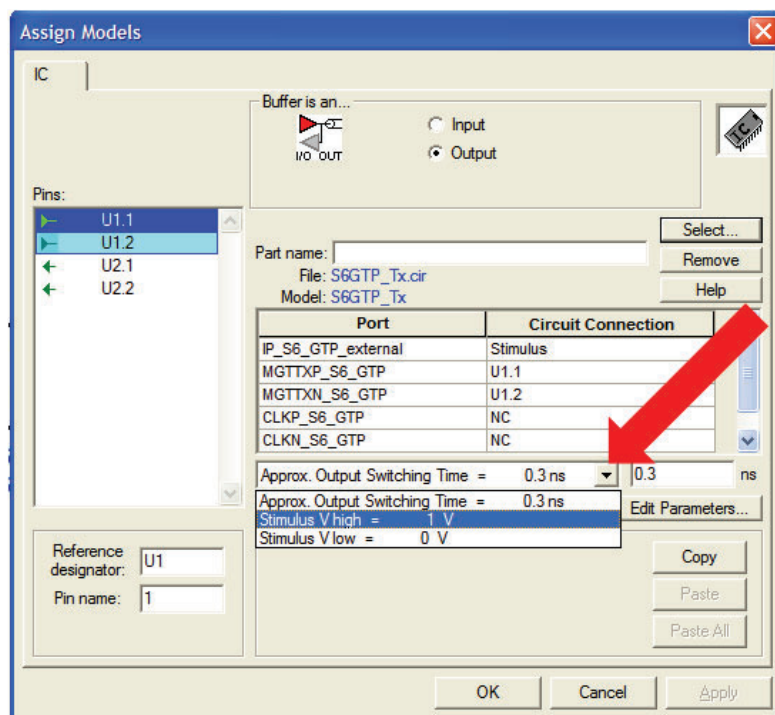 Assign Models
IC
Buffer is an...
I/O OUT
Input
Output
IC
Pins:
U1.1
U1.2
U2.1
U2.2
Part name:
File: S6GTP_Tx.cir
Model: S6GTP_Tx
Select...
Remove
Help
Port Circuit Connection
IP_S6_GTP_external Stimulus
MGTTXP_S6_GTP U1.1
MGTTXN_S6_GTP U1.2
CLKP_S6_GTP NC
CLKN_S6_GTP NC
Approx. Output Switching Time = 0.3 ns 0.3 ns
Approx. Output Switching Time = 0.3 ns
Stimulus V high = 1 V
Stimulus V low = 0 V
Edit Parameters...
Reference designator: U1
Pin name: 1
Copy
Paste
Paste All
OK Cancel Apply